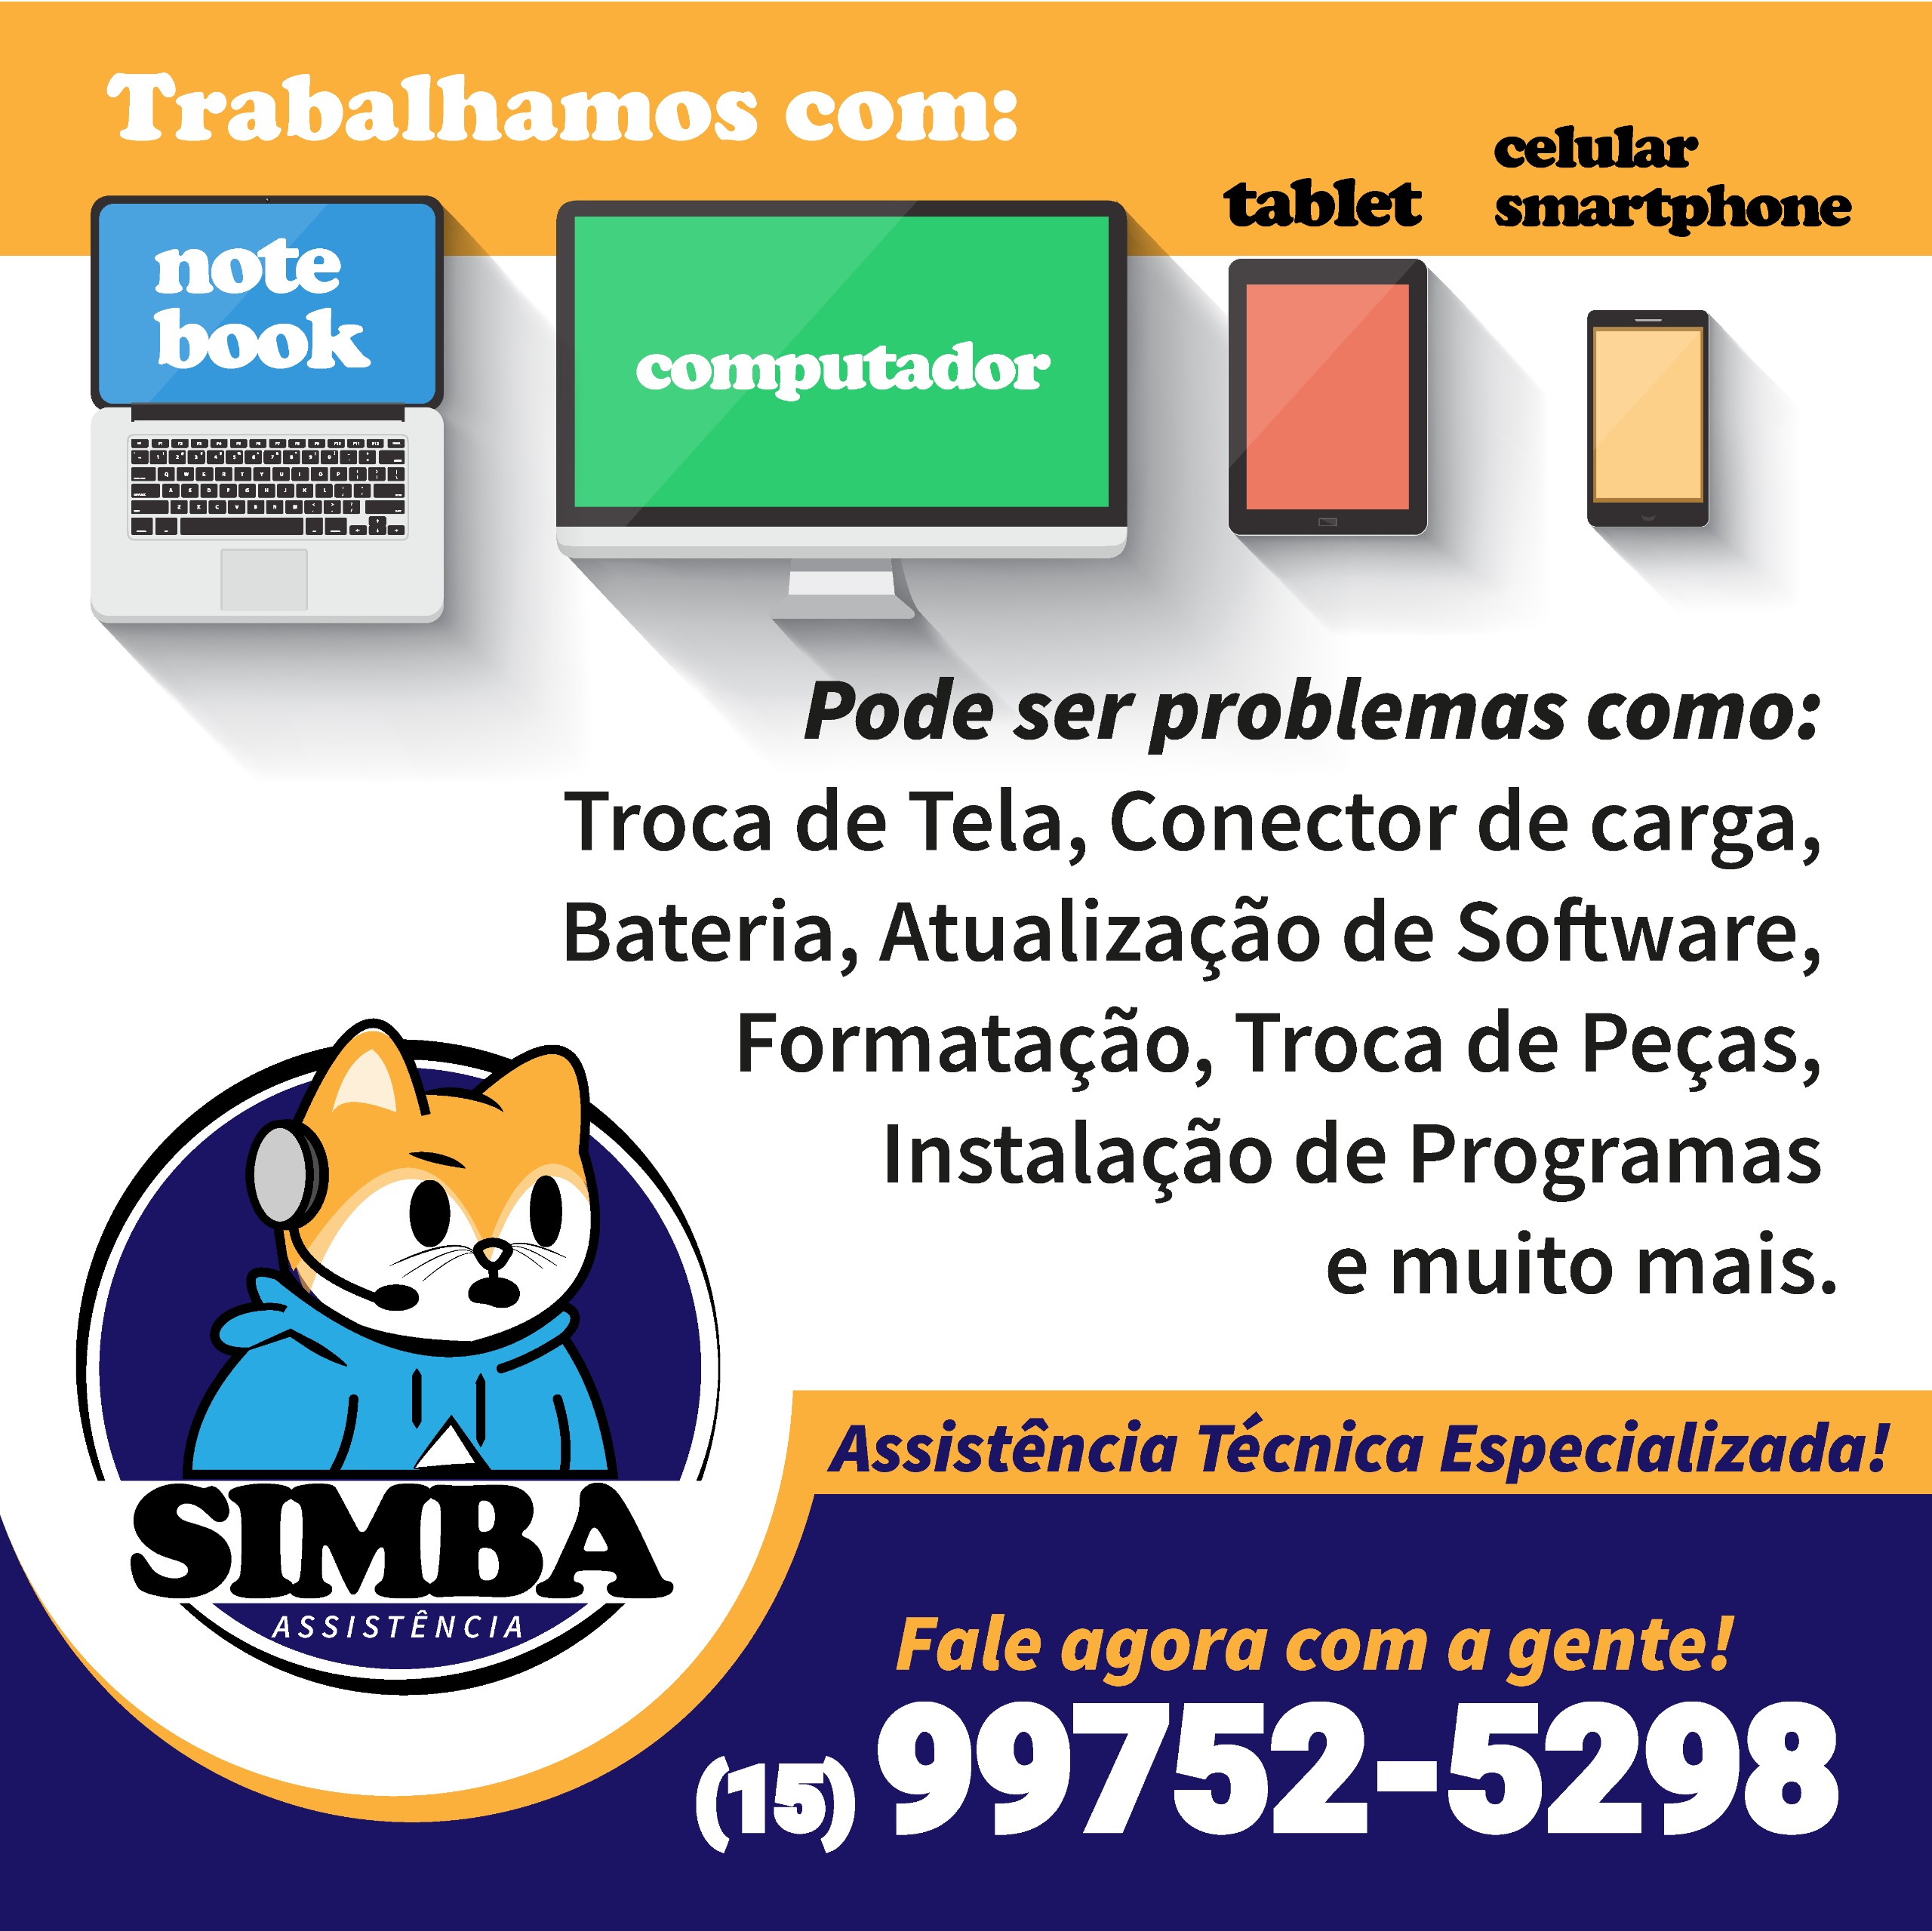 Trabalhamos com:
celular
smartphone
tablet
note
book
computador
Pode ser problemas como:
Troca de Tela, Conector de carga,
Bateria, Atualização de Software,
Formatação, Troca de Peças,
Instalação de Programas
e muito mais.
Assistência Técnica Especializada!
SIMBA
ASSISTÊNCIA
Fale agora com a gente!
(15) 99752-5298